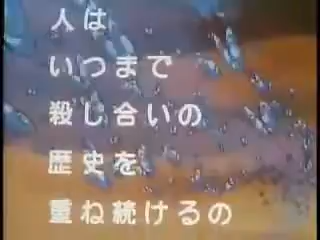 人は
いつまで
殺し合いの
歴史を
重ね続けるの